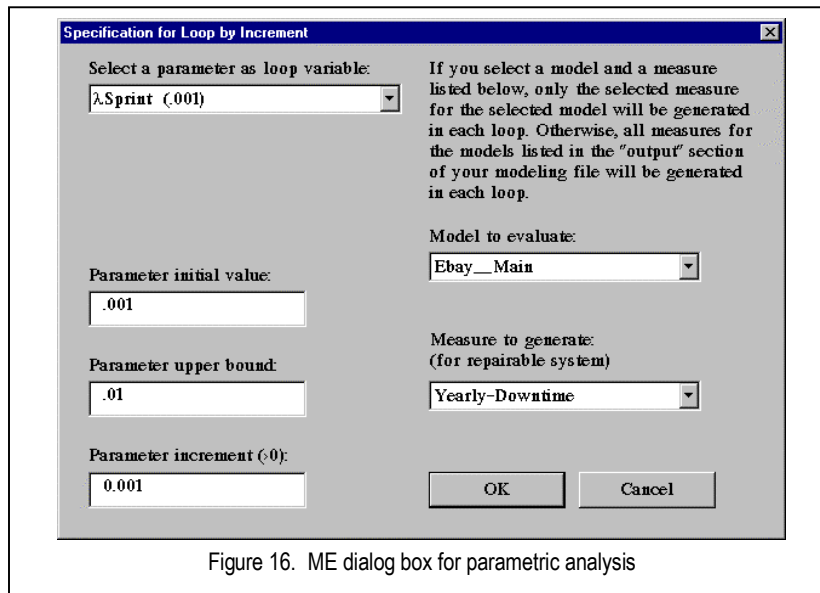 Specification for Loop by Increment
Select a parameter as loop variable:
λSprint (.001)
Parameter initial value:
.001
Parameter upper bound:
.01
Parameter increment (>0):
0.001
If you select a model and a measure
listed below, only the selected measure
for the selected model will be generated
in each loop. Otherwise, all measures for
the models listed in the "output" section
of your modeling file will be generated
in each loop.
Model to evaluate:
Ebay__Main
Measure to generate:
(for repairable system)
Yearly-Downtime
OK
Cancel
Figure 16. ME dialog box for parametric analysis